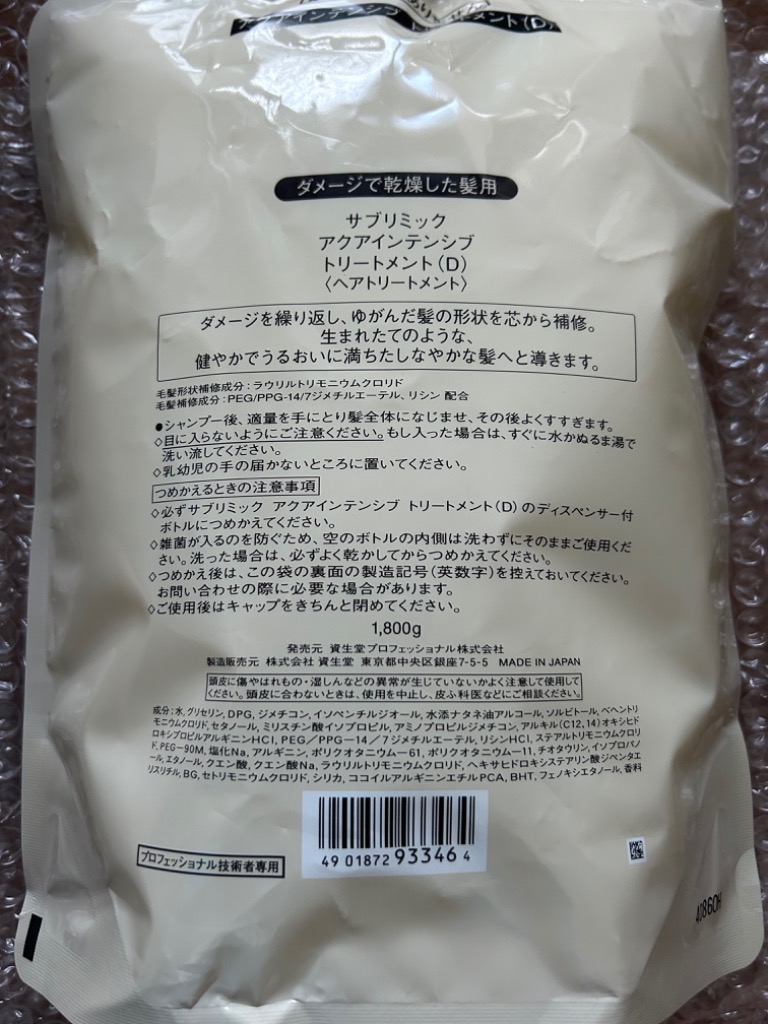 アクアインテンシブ トリートメント(D)
ダメージで乾燥した髪用
サブリミック
アクアインテンシブ
トリートメント(D)
〈ヘアトリートメント〉
ダメージを繰り返し、ゆがんだ髪の形状を芯から補修。
生まれたてのような、
健やかでうるおいに満ちたしなやかな髪へと導きます。
毛髪形状補修成分：ラウリルトリモニウムクロリド
毛髪補修成分：PEG/PPG-14/7ジメチルエーテル、リシン 配合
●シャンプー後、適量を手にとり髪全体になじませ、その後よくすすぎます。
◇目に入らないようにご注意ください。もし入った場合は、すぐに水かぬるま湯で
洗い流してください。
◇乳幼児の手の届かないところに置いてください。
つめかえるときの注意事項
◇必ずサブリミック アクアインテンシブ トリートメント(D)のディスペンサー付
ボトルにつめかえてください。
◇雑菌が入るのを防ぐため、空のボトルの内側は洗わずにそのままご使用くだ
さい。洗った場合は、必ずよく乾かしてからつめかえてください。
◇つめかえ後は、この袋の裏面の製造記号(英数字)を控えておいてください。
お問い合わせの際に必要な場合があります。
◇ご使用後はキャップをきちんと閉めてください。
1,800g
発売元 資生堂プロフェッショナル株式会社
製造販売元 株式会社 資生堂 東京都中央区銀座7-5-5 MADE IN JAPAN
頭皮に傷やはれもの・湿しんなどの異常が生じていないかよく注意して使用して
ください。頭皮に合わないときは、使用を中止し、皮ふ科医などにご相談ください。
成分：水,グリセリン,DPG,ジメチコン,イソペンチルジオール,水添ナタネ油アルコール,ソルビトール,ベヘントリ
モニウムクロリド,セタノール,ミリスチン酸イソプロピル,アミノプロピルジメチコン,アルキル(C12,14)オキシヒド
ロキシプロピルアルギニンHCl,PEG/PPG-14/7ジメチルエーテル,リシンHCl,ステアルトリモニウムクロリ
ド,PEG-90M,塩化Na,アルギニン,ポリクオタニウム-61,ポリクオタニウム-11,チオタウリン,イソプロパノ
ール,エタノール,クエン酸,クエン酸Na,ラウリルトリモニウムクロリド,ヘキサヒドロキシステアリン酸ジペンタエ
リスリチル,BG,セトリモニウムクロリド,シリカ,ココイルアルギニンエチルPCA,BHT,フェノキシエタノール,香料
プロフェッショナル技術者専用
4901872 933464
4086OH